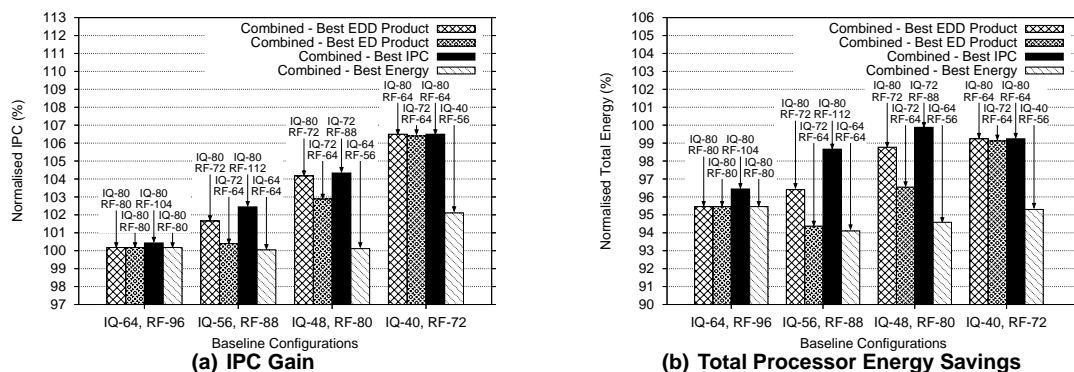 113
112
111
110
109
108
107
106
105
104
103
102
101
100
99
98
97
Normalised IPC (%)
Combined - Best EDD Product
Combined - Best ED Product
Combined - Best IPC
Combined - Best Energy
IQ-80
RF-80
IQ-80
RF-80
IQ-80
RF-104
IQ-80
RF-80
IQ-80
RF-72
IQ-72
RF-64
IQ-80
RF-112
IQ-64
RF-64
IQ-80
RF-72
IQ-72
RF-64
IQ-72
RF-88
IQ-64
RF-56
IQ-80
RF-64
IQ-72
RF-64
IQ-80
RF-64
IQ-40
RF-56
IQ-64, RF-96 IQ-56, RF-88 IQ-48, RF-80 IQ-40, RF-72
Baseline Configurations
(a) IPC Gain
106
105
104
103
102
101
100
99
98
97
96
95
94
93
92
91
90
Normalised Total Energy (%)
Combined - Best EDD Product
Combined - Best ED Product
Combined - Best IPC
Combined - Best Energy
IQ-80
RF-80
IQ-80
RF-80
IQ-80
RF-104
IQ-80
RF-80
IQ-80
RF-72
IQ-72
RF-64
IQ-80
RF-112
IQ-64
RF-64
IQ-80
RF-72
IQ-72
RF-64
IQ-72
RF-88
IQ-64
RF-56
IQ-80
RF-64
IQ-72
RF-64
IQ-80
RF-64
IQ-40
RF-56
IQ-64, RF-96 IQ-56, RF-88 IQ-48, RF-80 IQ-40, RF-72
Baseline Configurations
(b) Total Processor Energy Savings